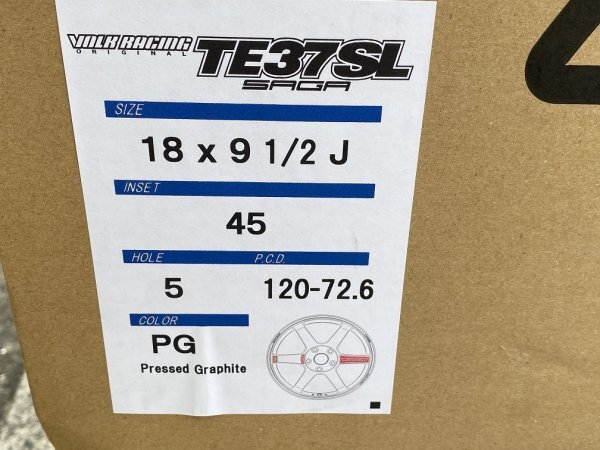 VOLK RACING TE37SL
ORIGINAL
SAGA
SIZE
18 x 9 1/2 J
INSET
45
HOLE P.C.D.
5 120-72.6
COLOR
PG
Pressed Graphite